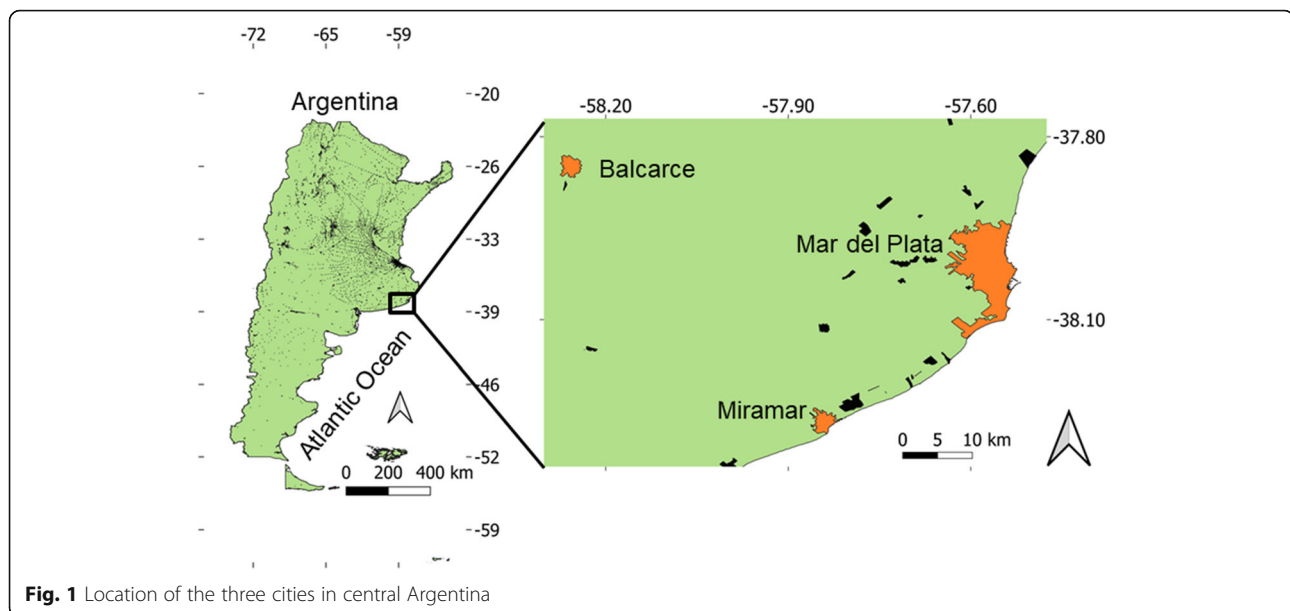 -72 -65 -59
-20
Argentina
-26
-33
-39
-46
-52
-59
Atlantic Ocean
0 200 400 km
-58.20 -57.90 -57.60
-37.80
Balcarce
Mar del Plata
-38.10
Miramar
0 5 10 km
Fig. 1 Location of the three cities in central Argentina